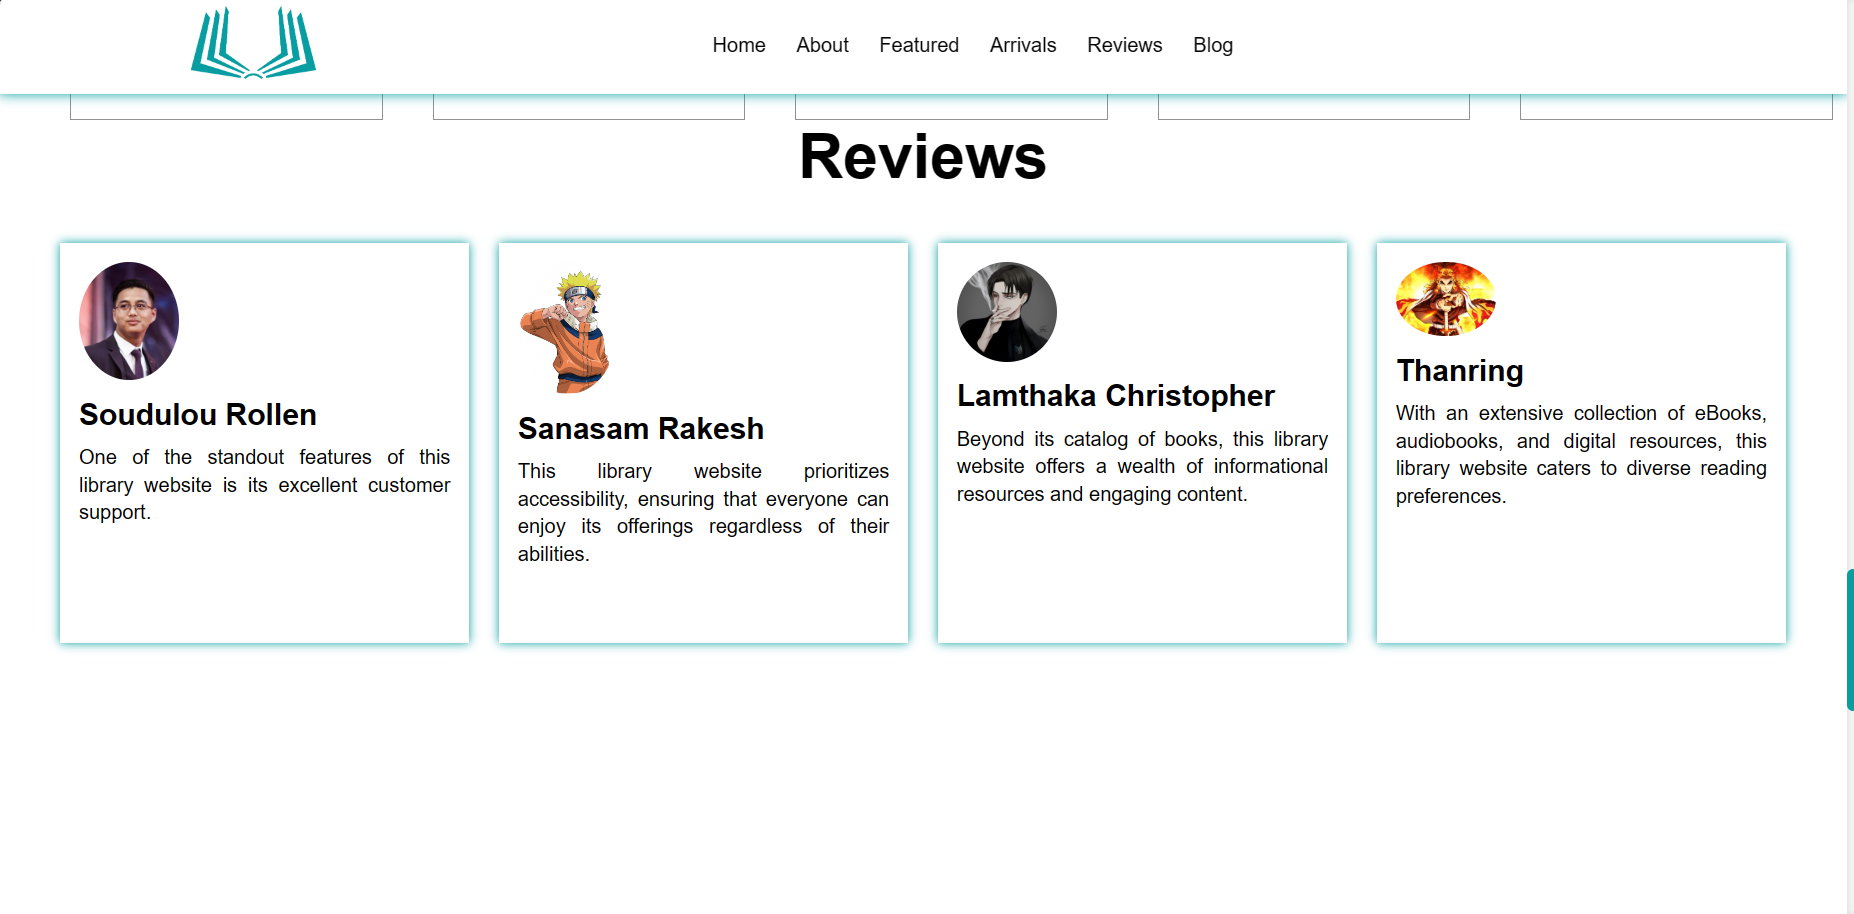 Home About Featured Arrivals Reviews Blog
Reviews
Soudulou Rollen
One of the standout features of this
library website is its excellent customer
support.
Sanasam Rakesh
This library website prioritizes
accessibility, ensuring that everyone can
enjoy its offerings regardless of their
abilities.
Lamthaka Christopher
Beyond its catalog of books, this library
website offers a wealth of informational
resources and engaging content.
Thanring
With an extensive collection of eBooks,
audiobooks, and digital resources, this
library website caters to diverse reading
preferences.